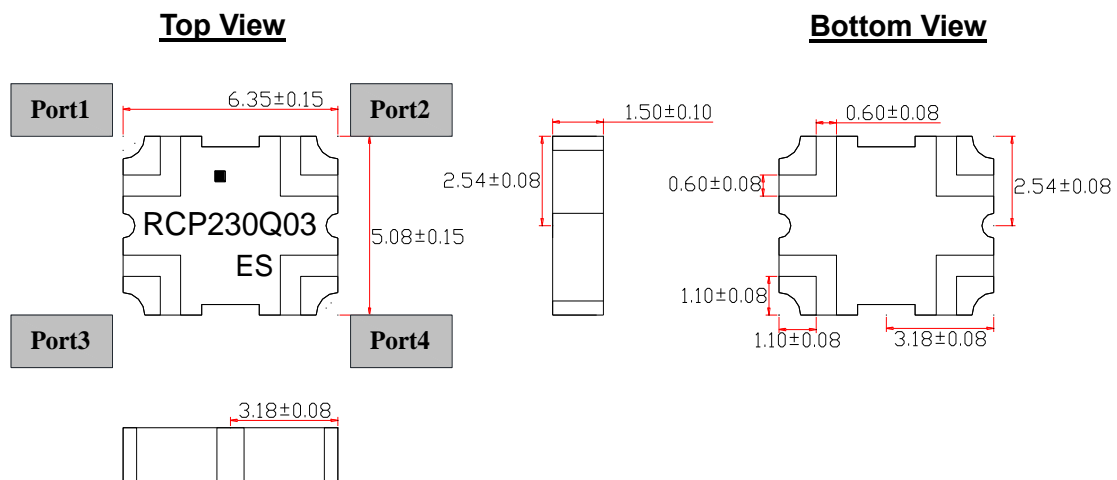 Top View
Bottom View
Port1
6.35±0.15
Port2
1.50±0.10
0.60±0.08
2.54±0.08
0.60±0.08
2.54±0.08
RCP230Q03
5.08±0.15
ES
1.10±0.08
Port3
Port4
1.10±0.08
3.18±0.08
3.18±0.08